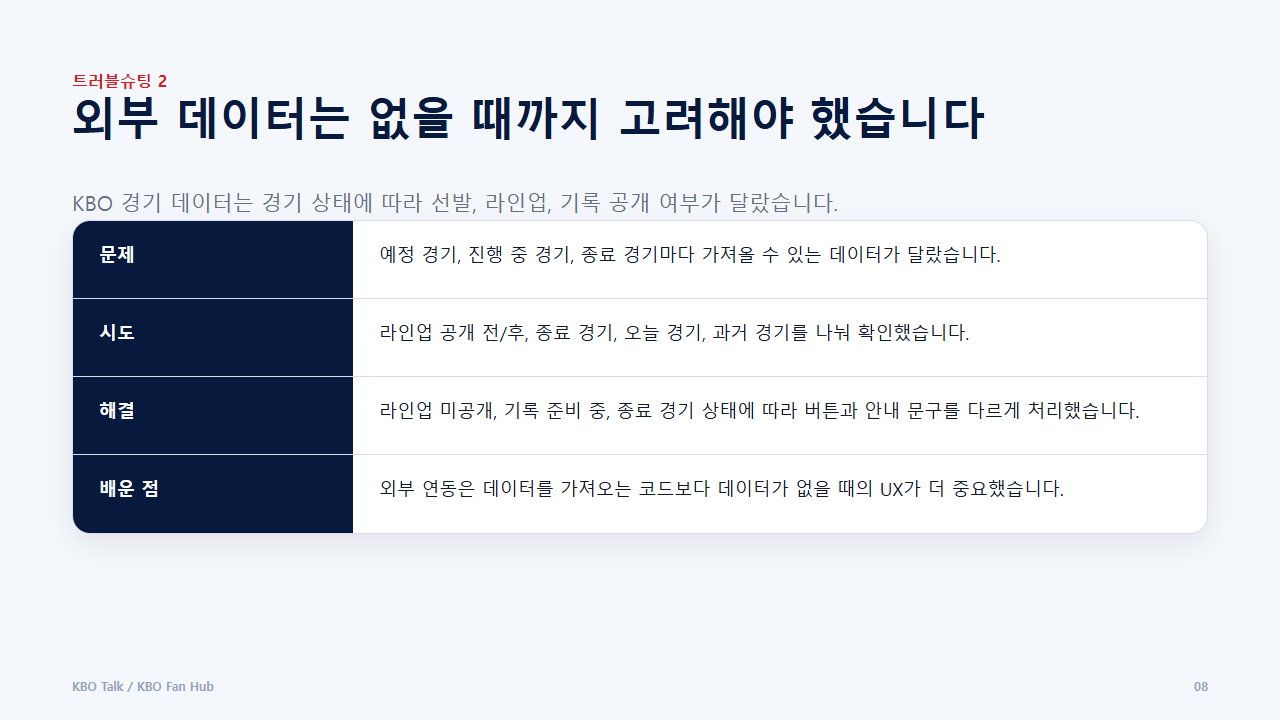 트러블슈팅 2
외부 데이터는 없을 때까지 고려해야 했습니다
KBO 경기 데이터는 경기 상태에 따라 선발, 라인업, 기록 공개 여부가 달랐습니다.
문제
예정 경기, 진행 중 경기, 종료 경기마다 가져올 수 있는 데이터가 달랐습니다.
시도
라인업 공개 전/후, 종료 경기, 오늘 경기, 과거 경기를 나눠 확인했습니다.
해결
라인업 미공개, 기록 준비 중, 종료 경기 상태에 따라 버튼과 안내 문구를 다르게 처리했습니다.
배운 점
외부 연동은 데이터를 가져오는 코드보다 데이터가 없을 때의 UX가 더 중요했습니다.
KBO Talk / KBO Fan Hub
08